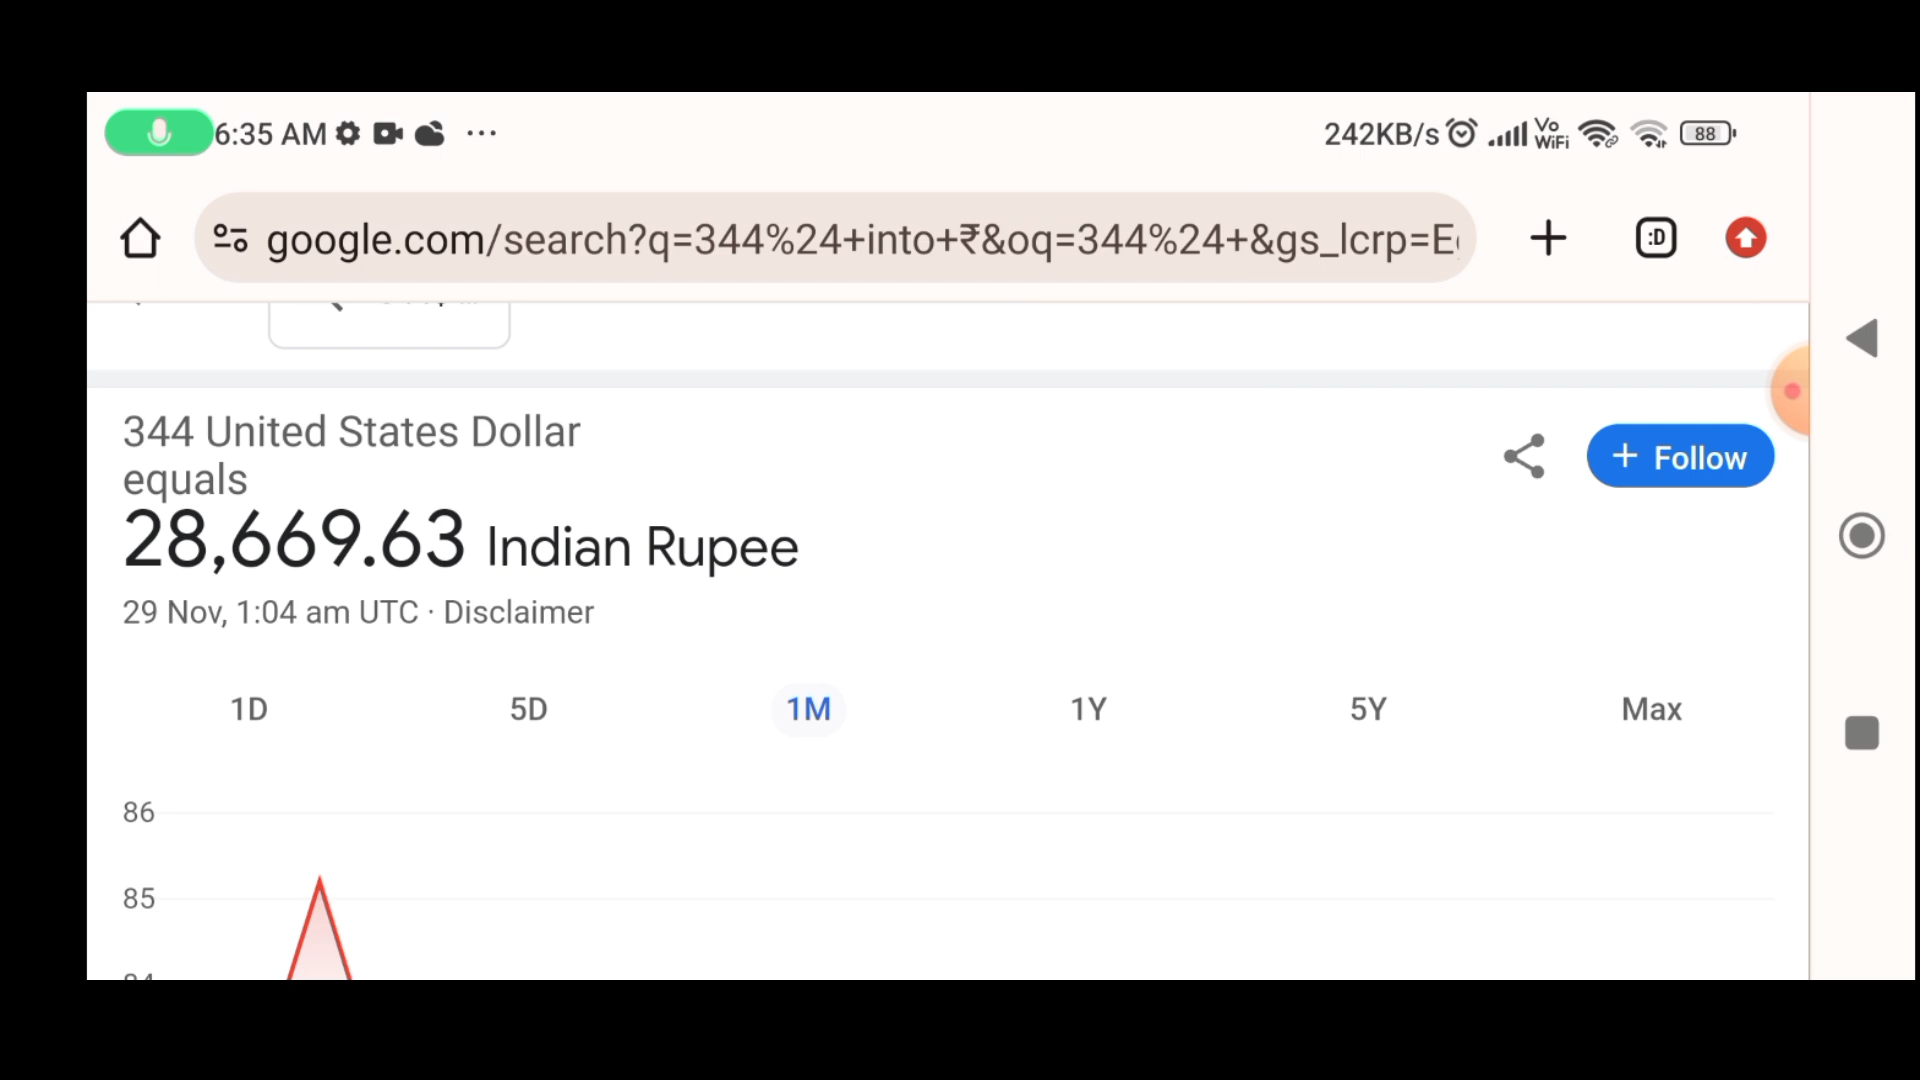 6:35 AM
242KB/s Vo WiFi 88
google.com/search?q=344%24+into+₹&oq=344%24+&gs_lcrp=E
:D
344 United States Dollar
equals
+ Follow
28,669.63 Indian Rupee
29 Nov, 1:04 am UTC · Disclaimer
1D 5D 1M 1Y 5Y Max
86
85